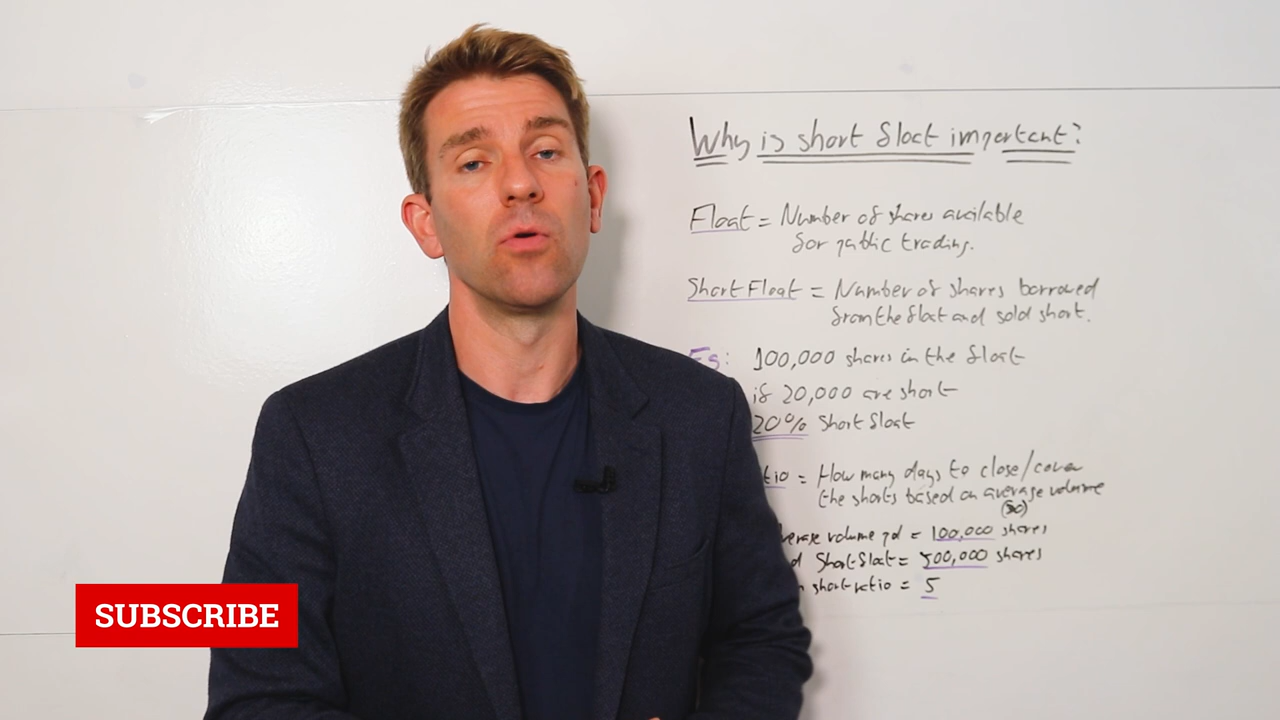 Why is short float important?
Float = Number of shares available
for public trading.
Short Float = Number of shares borrowed
from the float and sold short.
Eg: 100,000 shares in the float
if 20,000 are short
20% short float
tio = How many days to close/cover
the shorts based on average volume
(30)
verage volume pd = 100,000 shares
d Short float = 500,000 shares
short ratio = 5
SUBSCRIBE